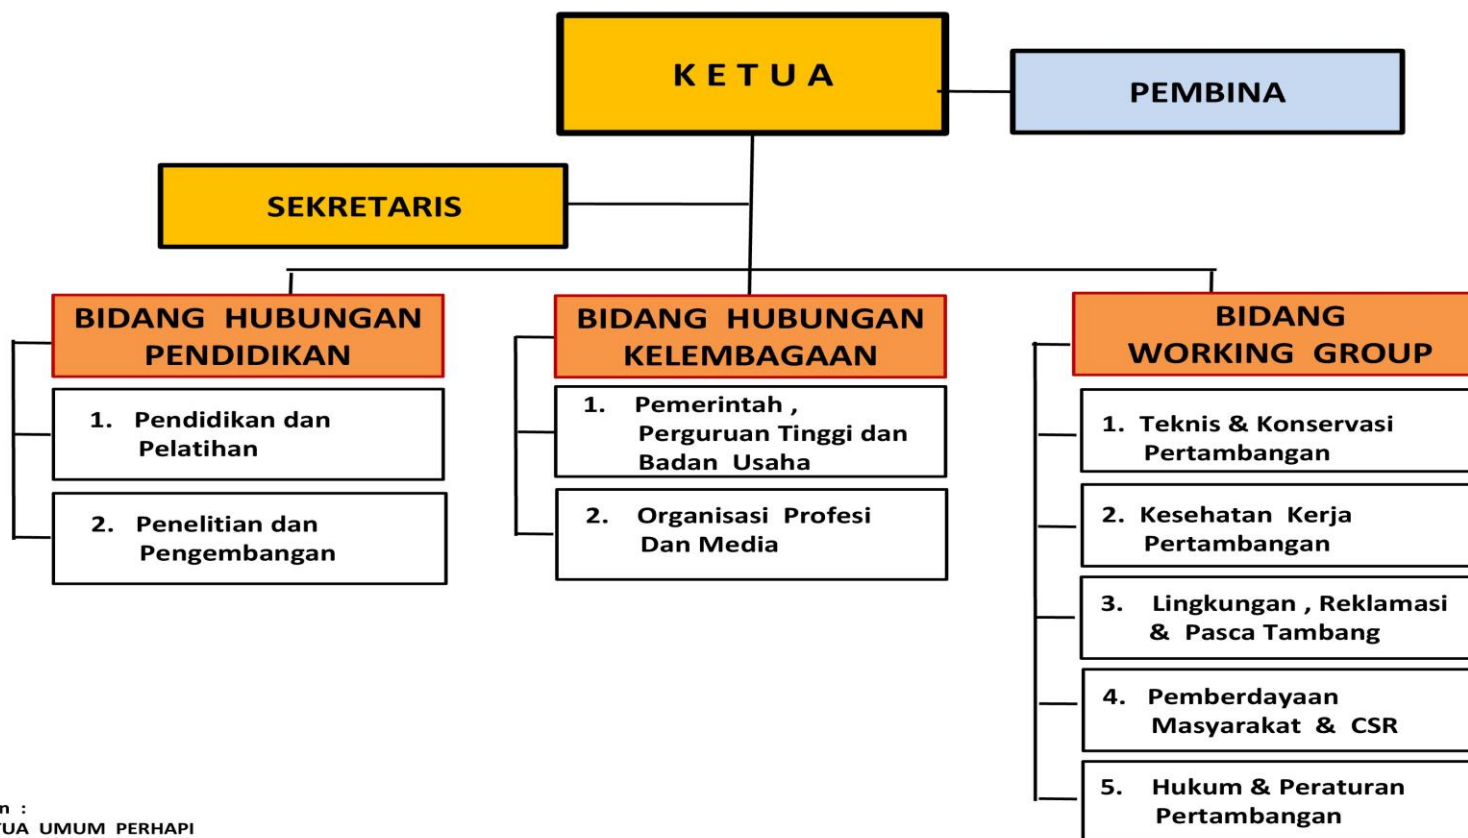 K E T U A
PEMBINA
SEKRETARIS
BIDANG HUBUNGAN
PENDIDIKAN
1. Pendidikan dan
Pelatihan
2. Penelitian dan
Pengembangan
BIDANG HUBUNGAN
KELEMBAGAAN
1. Pemerintah ,
Perguruan Tinggi dan
Badan Usaha
2. Organisasi Profesi
Dan Media
BIDANG
WORKING GROUP
1. Teknis & Konservasi
Pertambangan
2. Kesehatan Kerja
Pertambangan
3. Lingkungan , Reklamasi
& Pasca Tambang
4. Pemberdayaan
Masyarakat & CSR
5. Hukum & Peraturan
Pertambangan
:
UMUM PERHAPI